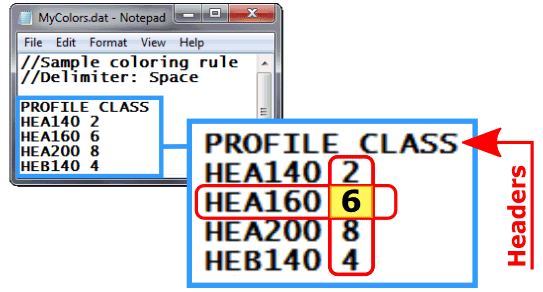 MyColors.dat - Notepad
File Edit Format View Help
//Sample coloring rule
//Delimiter: Space
PROFILE CLASS
HEA140 2
HEA160 6
HEA200 8
HEB140 4
PROFILE CLASS
HEA140 2
HEA160 6
HEA200 8
HEB140 4
Headers